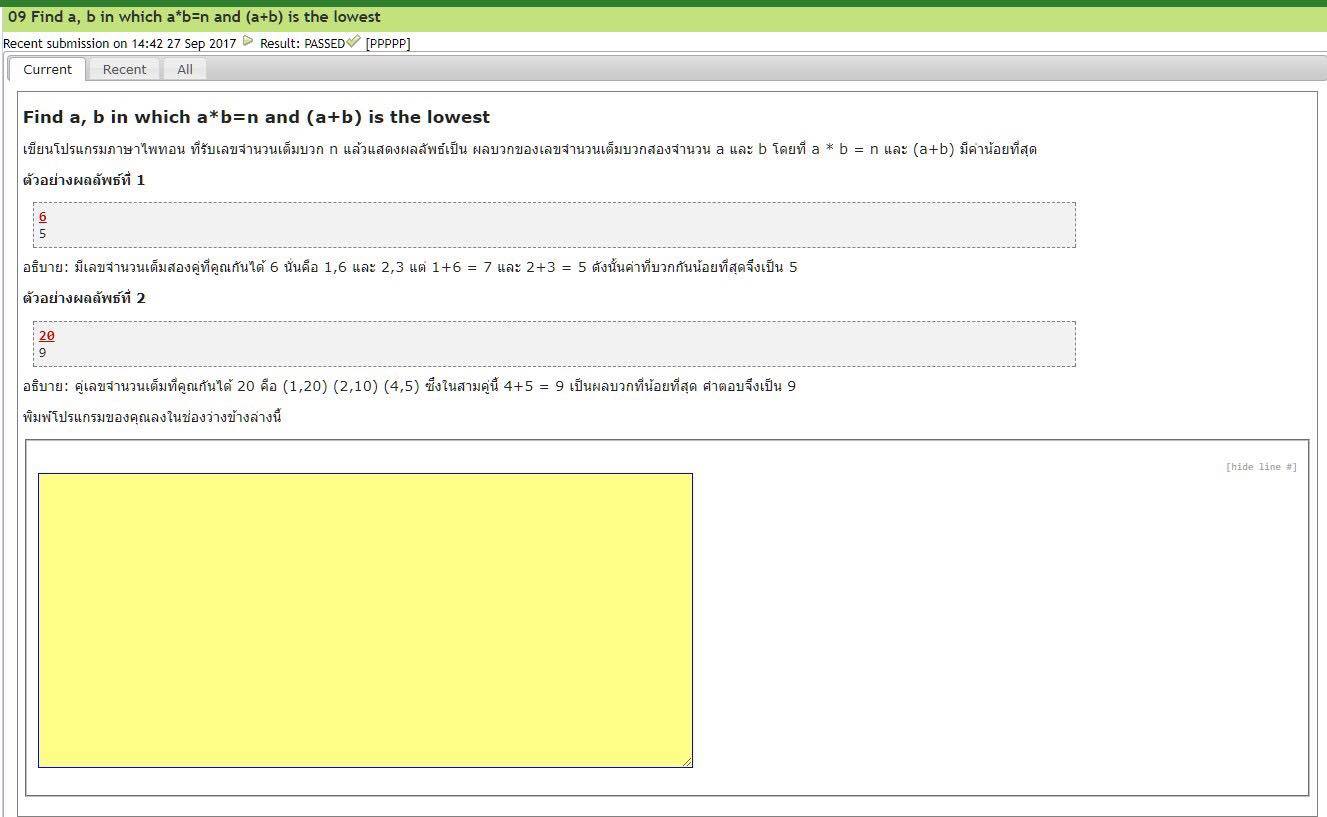 09 Find a, b in which a*b=n and (a+b) is the lowest
Recent submission on 14:42 27 Sep 2017 Result: PASSED [PPPPP]
Current Recent All
Find a, b in which a*b=n and (a+b) is the lowest
เขียนโปรแกรมภาษาไพทอน ที่รับเลขจำนวนเต็มบวก n แล้วแสดงผลลัพธ์เป็น ผลบวกของเลขจำนวนเต็มบวกสองจำนวน a และ b โดยที่ a * b = n และ (a+b) มีค่าน้อยที่สุด
ตัวอย่างผลลัพธ์ที่ 1
6
5
อธิบาย: มีเลขจำนวนเต็มสองคู่ที่คูณกันได้ 6 นั่นคือ 1,6 และ 2,3 แต่ 1+6 = 7 และ 2+3 = 5 ดังนั้นค่าที่บวกกันน้อยที่สุดจึงเป็น 5
ตัวอย่างผลลัพธ์ที่ 2
20
9
อธิบาย: คู่เลขจำนวนเต็มที่คูณกันได้ 20 คือ (1,20) (2,10) (4,5) ซึ่งในสามคู่นี้ 4+5 = 9 เป็นผลบวกที่น้อยที่สุด คำตอบจึงเป็น 9
พิมพ์โปรแกรมของคุณลงในช่องว่างข้างล่างนี้
[hide line #]